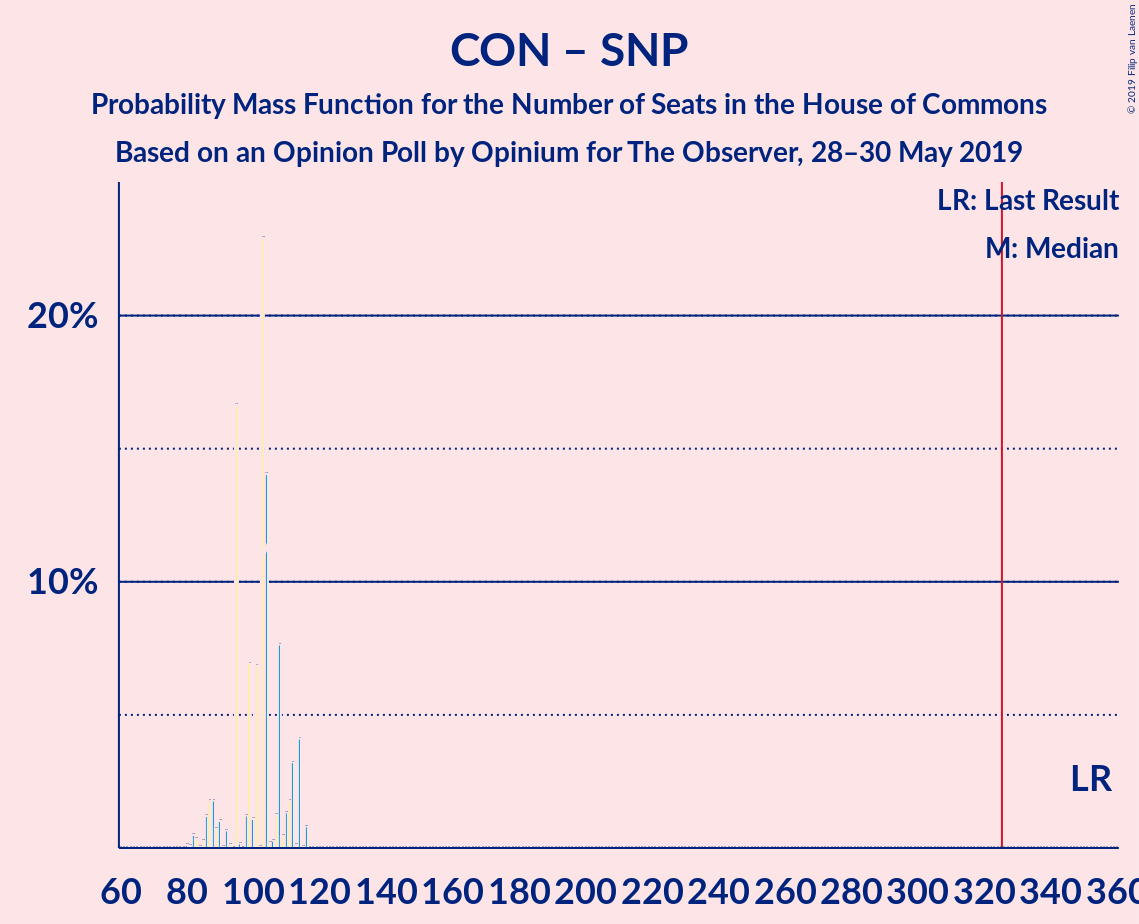 CON – SNP
Probability Mass Function for the Number of Seats in the House of Commons
Based on an Opinion Poll by Opinium for The Observer, 28–30 May 2019
© 2019 Filip van Laenen
LR: Last Result
M: Median
20%
10%
LR
60 80 100 120 140 160 180 200 220 240 260 280 300 320 340 360